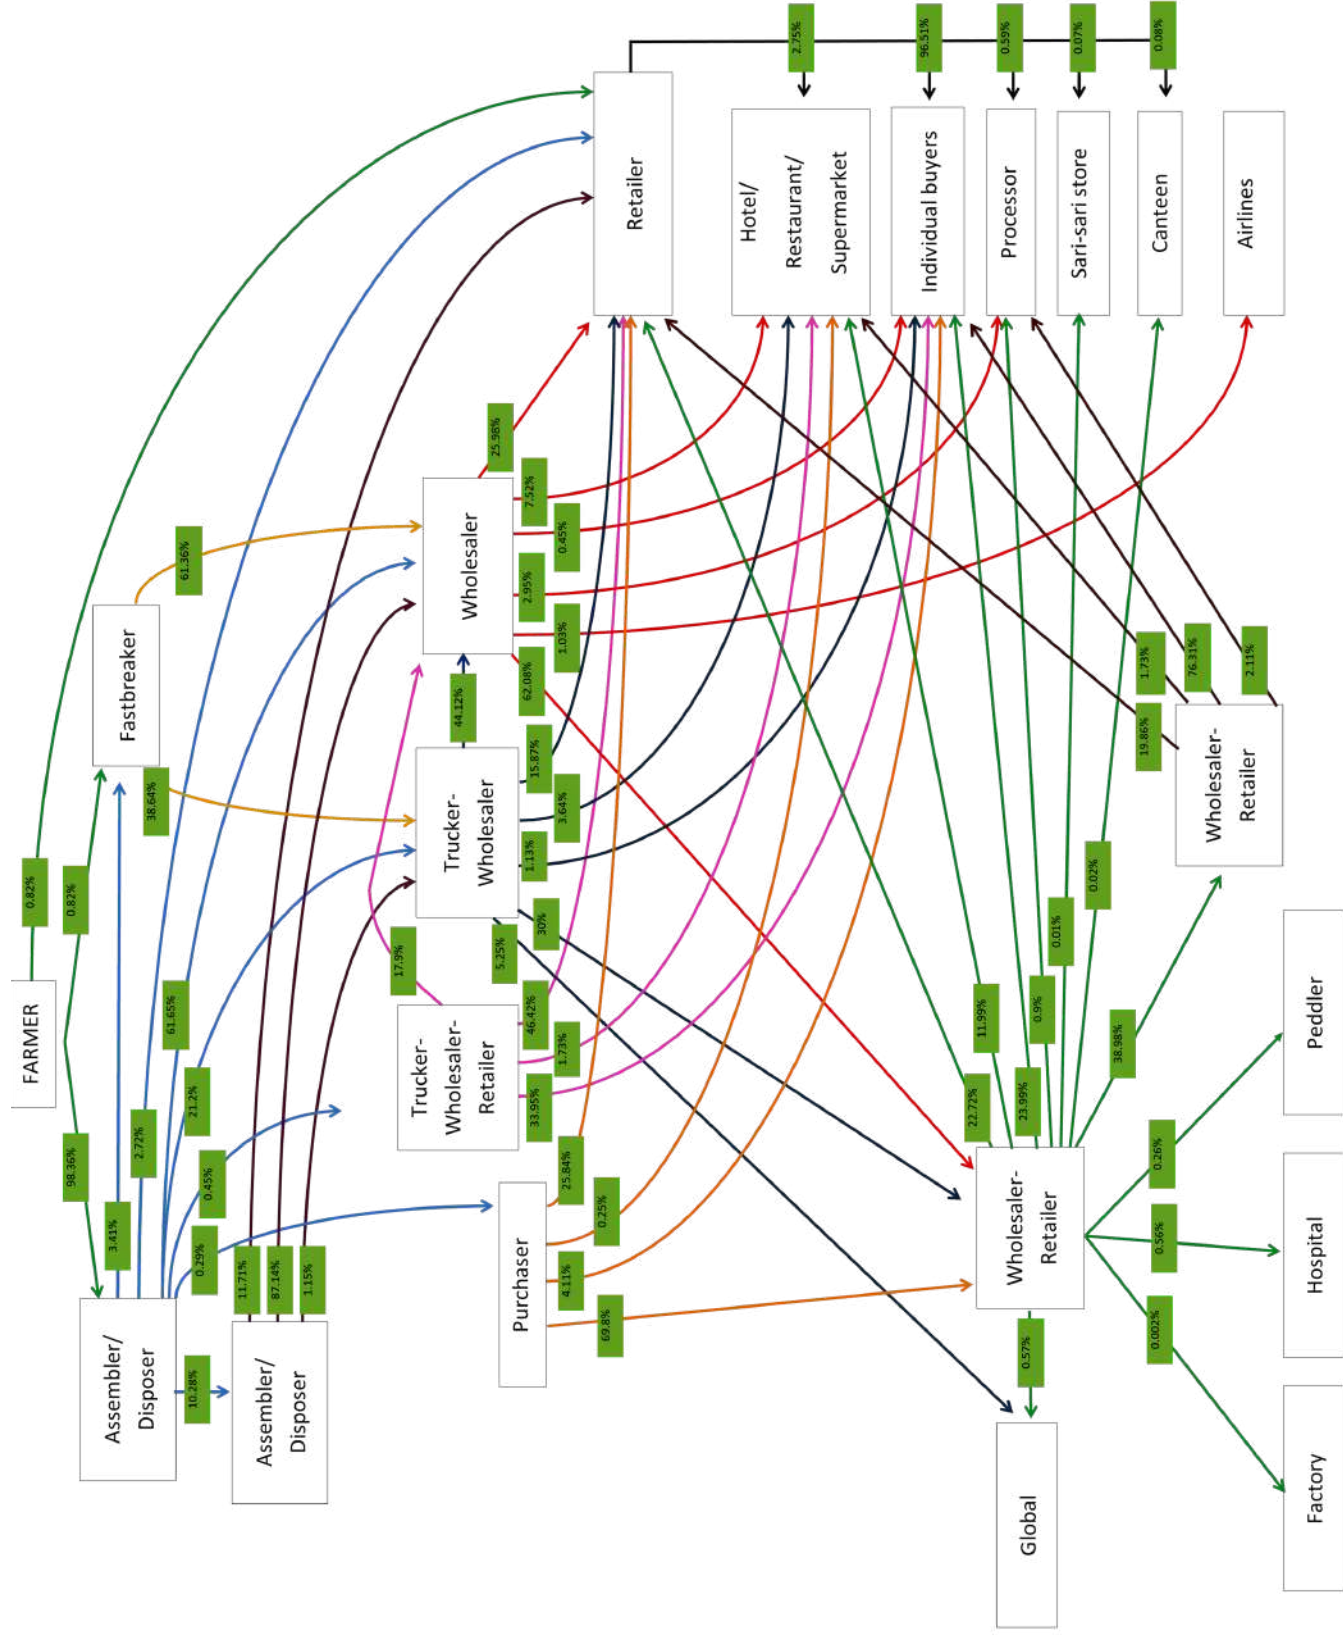 FARMER
0.82%
0.82%
98.36%
Fastbreaker
61.36%
38.64%
Assembler/
Disposer
3.41%
2.72%
61.65%
21.2%
0.45%
0.29%
10.28%
Assembler/
Disposer
11.71%
87.14%
1.15%
Wholesaler
25.98%
7.52%
0.45%
2.95%
1.03%
62.08%
Trucker-
Wholesaler
44.12%
15.87%
3.64%
1.13%
30%
5.25%
Trucker-
Wholesaler-
Retailer
17.9%
46.42%
1.73%
33.95%
Purchaser
25.84%
0.25%
4.11%
69.8%
Retailer
2.75%
96.51%
0.59%
0.07%
0.08%
Hotel/
Restaurant/
Supermarket
Individual buyers
Processor
Sari-sari store
Canteen
Airlines
Wholesaler-
Retailer
22.72%
11.99%
23.99%
0.9%
0.01%
0.02%
38.98%
0.26%
0.56%
0.002%
0.57%
Wholesaler-
Retailer
19.86%
1.73%
76.31%
2.11%
Global
Factory
Hospital
Peddler